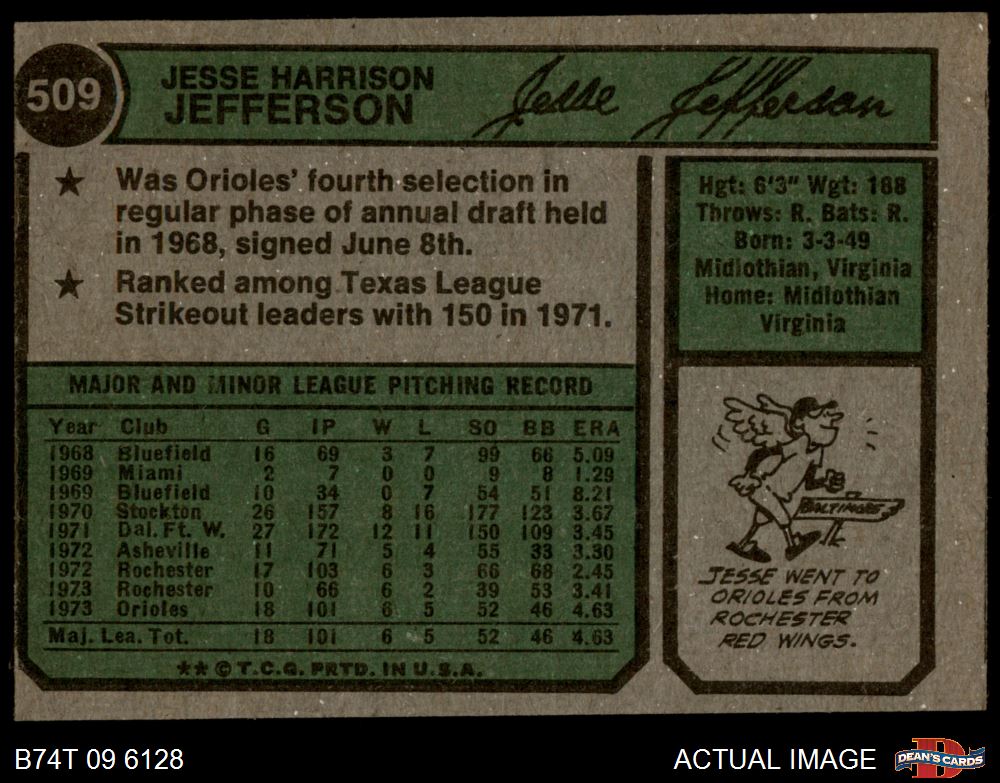 509
JESSE HARRISON
JEFFERSON
Jesse Jefferson
★ Was Orioles' fourth selection in
regular phase of annual draft held
in 1968, signed June 8th.
★ Ranked among Texas League
Strikeout leaders with 150 in 1971.
Hgt: 6'3" Wgt: 188
Throws: R. Bats: R.
Born: 3-3-49
Midlothian, Virginia
Home: Midlothian
Virginia
MAJOR AND MINOR LEAGUE PITCHING RECORD
Year Club G IP W L SO BB ERA
1968 Bluefield 16 69 3 7 99 66 5.09
1969 Miami 2 7 0 0 9 8 1.29
1969 Bluefield 10 34 0 7 54 51 8.21
1970 Stockton 26 157 8 16 177 123 3.67
1971 Dal. Ft. W. 27 172 12 11 150 109 3.45
1972 Asheville 11 71 5 4 55 33 3.30
1972 Rochester 17 103 6 3 66 68 2.45
1973 Rochester 10 66 6 2 39 53 3.41
1973 Orioles 18 101 6 5 52 46 4.63
Maj. Lea. Tot. 18 101 6 5 52 46 4.63
★★ © T.C.G. PRTD. IN U.S.A.
BALTIMORE
JESSE WENT TO
ORIOLES FROM
ROCHESTER
RED WINGS.
B74T 09 6128
ACTUAL IMAGE
D
DEAN'S CARDS